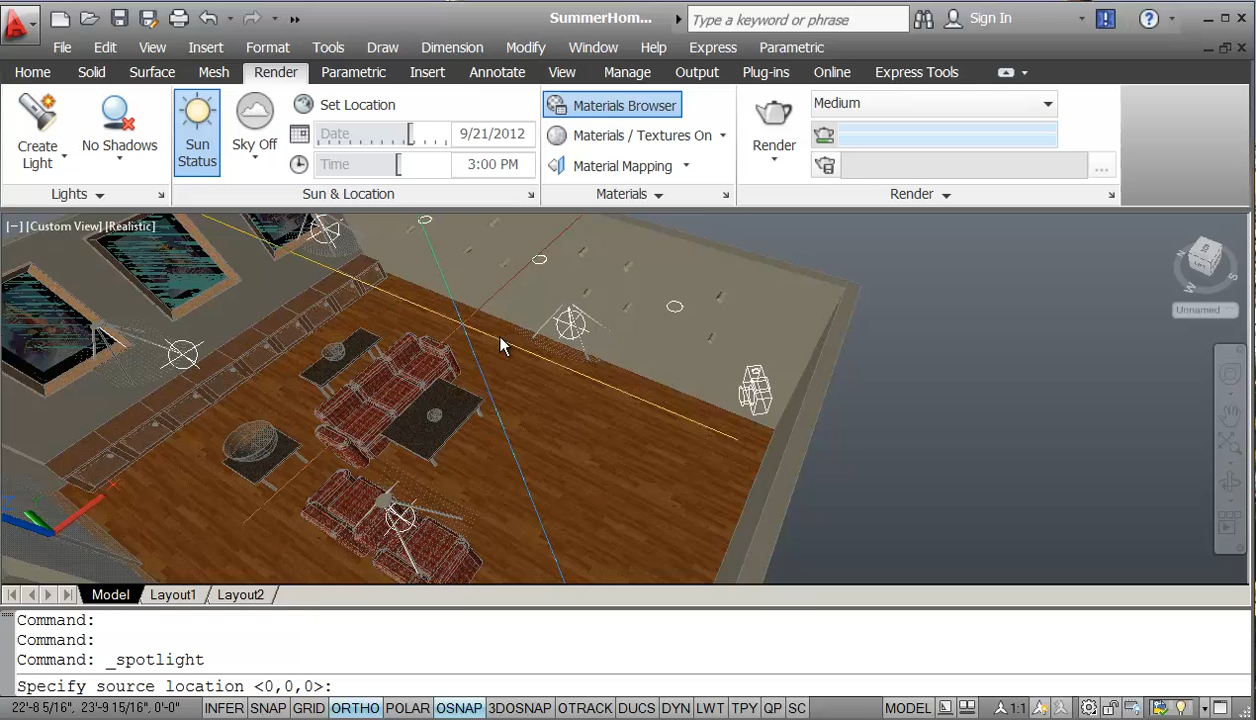 SummerHom... Type a keyword or phrase Sign In
File Edit View Insert Format Tools Draw Dimension Modify Window Help Express Parametric
Home Solid Surface Mesh Render Parametric Insert Annotate View Manage Output Plug-ins Online Express Tools
Create Light
No Shadows
Sun Status
Sky Off
Set Location
Date 9/21/2012
Time 3:00 PM
Materials Browser
Materials / Textures On
Material Mapping
Render
Medium
...
Lights Sun & Location Materials Render
[−] [Custom View] [Realistic]
N S W
Unnamed
Model Layout1 Layout2
Command:
Command:
Command: _spotlight
Specify source location <0,0,0>:
22'-8 5/16", 23'-9 15/16", 0'-0" INFER SNAP GRID ORTHO POLAR OSNAP 3DOSNAP OTRACK DUCS DYN LWT TPY QP SC MODEL 1:1